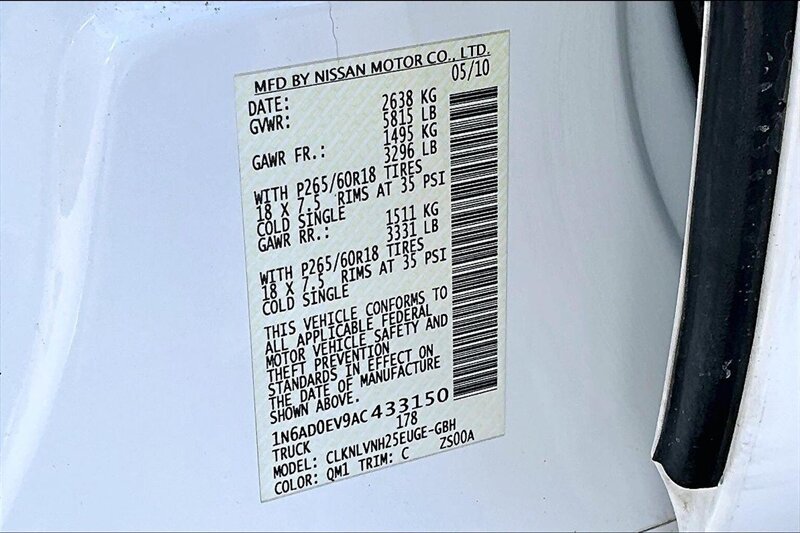 MFD BY NISSAN MOTOR CO., LTD.
DATE: 05/10
GVWR: 2638 KG
5815 LB
GAWR FR.: 1495 KG
3296 LB
WITH P265/60R18 TIRES
18 X 7.5 RIMS AT 35 PSI
COLD SINGLE
GAWR RR.: 1511 KG
3331 LB
WITH P265/60R18 TIRES
18 X 7.5 RIMS AT 35 PSI
COLD SINGLE
THIS VEHICLE CONFORMS TO
ALL APPLICABLE FEDERAL
MOTOR VEHICLE SAFETY AND
THEFT PREVENTION
STANDARDS IN EFFECT ON
THE DATE OF MANUFACTURE
SHOWN ABOVE.
1N6AD0EV9AC433150
TRUCK 178
MODEL: CLKNLVNH25EUGE-GBH
COLOR: QM1 TRIM: C ZS00A